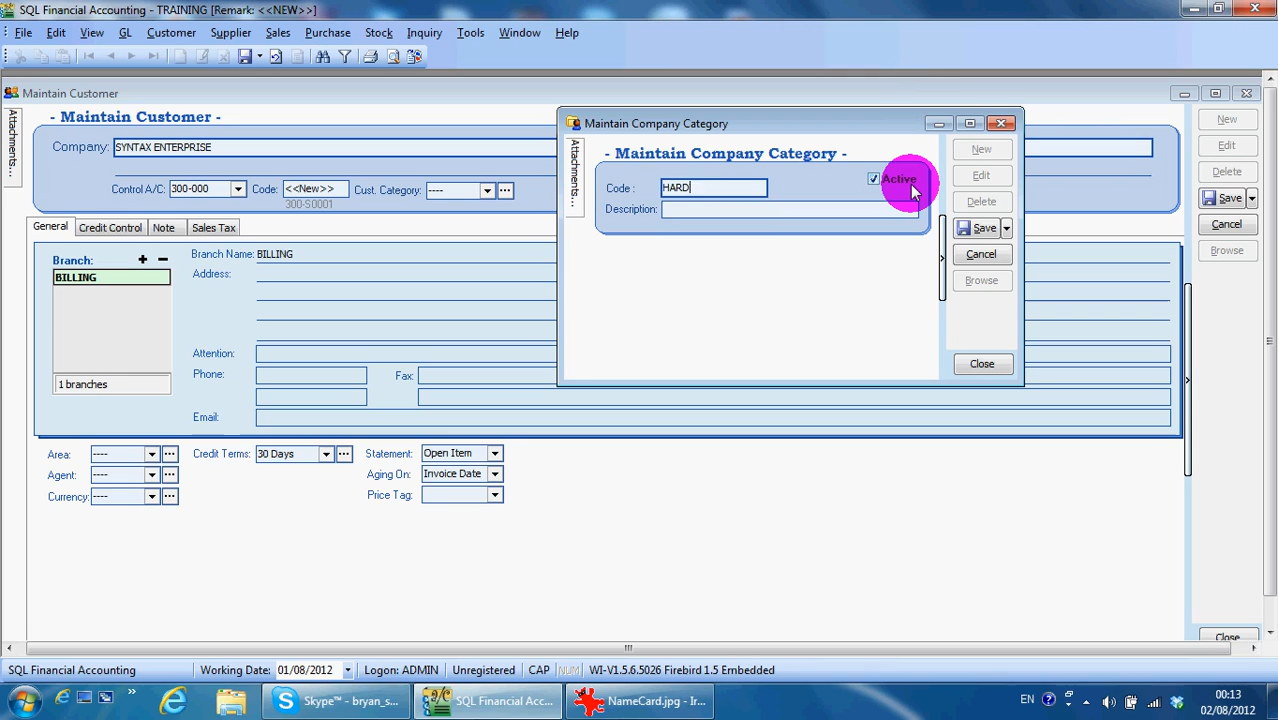 SQL Financial Accounting - TRAINING [Remark: <<NEW>>]
File Edit View GL Customer Supplier Sales Purchase Stock Inquiry Tools Window Help
Maintain Customer
Attachments...
- Maintain Customer -
Company: SYNTAX ENTERPRISE
Control A/C: 300-000 Code: <<New>> Cust. Category: ----
300-S0001
General Credit Control Note Sales Tax
Branch: + −
BILLING
1 branches
Branch Name: BILLING
Address:
Attention:
Phone: Fax:
Email:
Area: ---- Credit Terms: 30 Days Statement: Open Item
Agent: ---- Aging On: Invoice Date
Currency: ---- Price Tag:
New
Edit
Delete
Save
Cancel
Browse
Close
Maintain Company Category
Attachments...
- Maintain Company Category -
Code : HARD Active
Description:
New
Edit
Delete
Save
Cancel
Browse
Close
SQL Financial Accounting Working Date: 01/08/2012 Logon: ADMIN Unregistered CAP NUM WI-V1.5.6.5026 Firebird 1.5 Embedded
Skype™ - bryan_s... SQL Financial Acc... NameCard.jpg - Ir... EN 00:13
02/08/2012